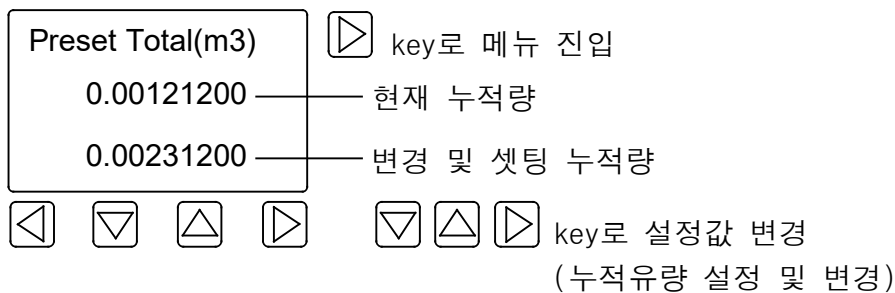 Preset Total(m3)
key로 메뉴 진입
0.00121200
현재 누적량
0.00231200
변경 및 셋팅 누적량
key로 설정값 변경
(누적유량 설정 및 변경)